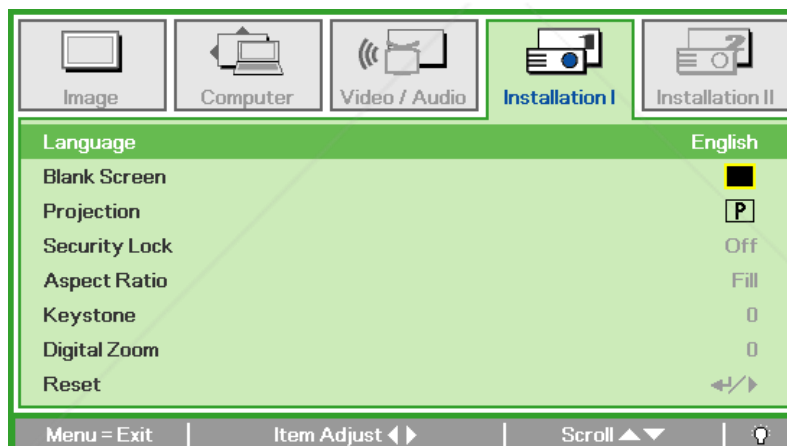 Image Computer Video / Audio Installation I Installation II
Language English
Blank Screen
Projection P
Security Lock Off
Aspect Ratio Fill
Keystone 0
Digital Zoom 0
Reset
Menu = Exit Item Adjust Scroll